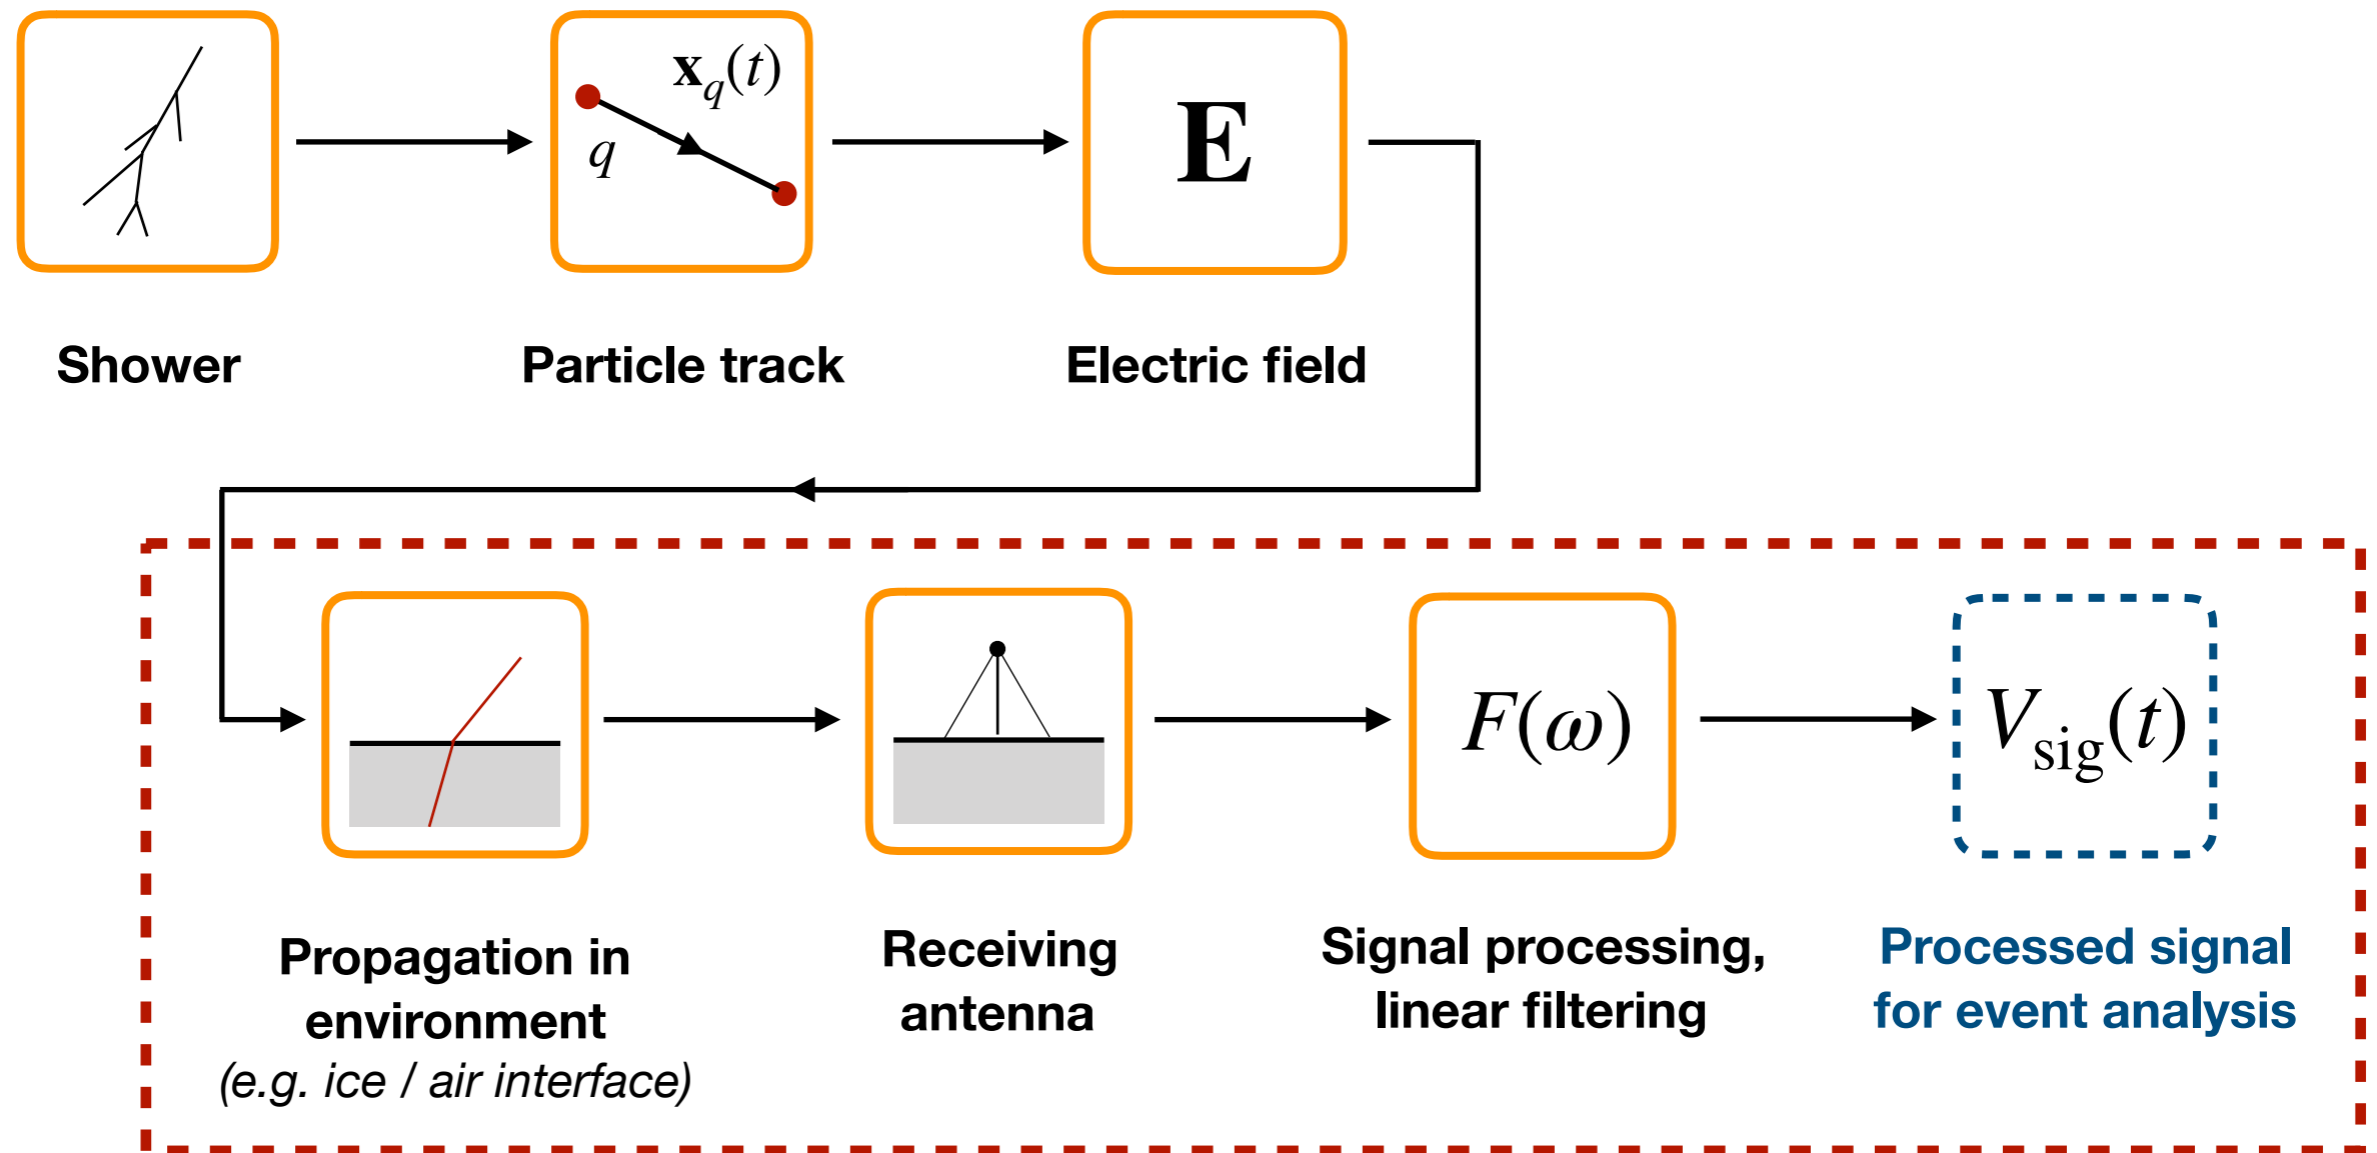 𝐱_q(t)
q
𝐄
Shower
Particle track
Electric field
F(ω)
V_sig(t)
Propagation in
environment
(e.g. ice / air interface)
Receiving
antenna
Signal processing,
linear filtering
Processed signal
for event analysis